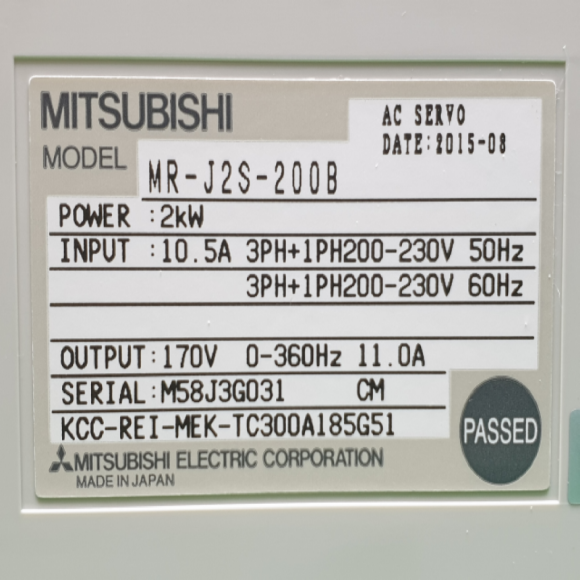 MITSUBISHI
AC SERVO
DATE:2015-08
MODEL MR-J2S-200B
POWER :2kW
INPUT :10.5A 3PH+1PH200-230V 50Hz
3PH+1PH200-230V 60Hz
OUTPUT:170V 0-360Hz 11.0A
SERIAL:M58J3G031 CM
KCC-REI-MEK-TC300A185G51
PASSED
MITSUBISHI ELECTRIC CORPORATION
MADE IN JAPAN